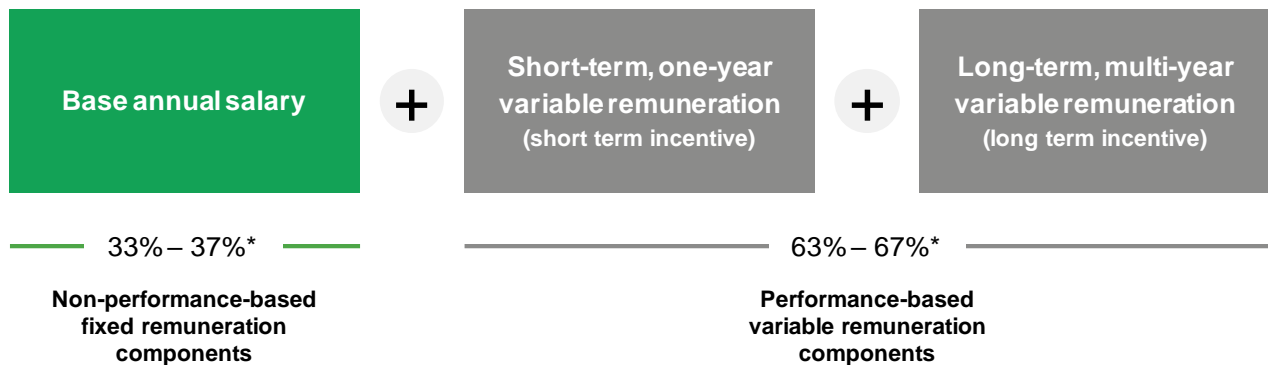 Base annual salary
+
Short-term, one-year
variable remuneration
(short term incentive)
+
Long-term, multi-year
variable remuneration
(long term incentive)
33% – 37%*
63% – 67%*
Non-performance-based
fixed remuneration
components
Performance-based
variable remuneration
components